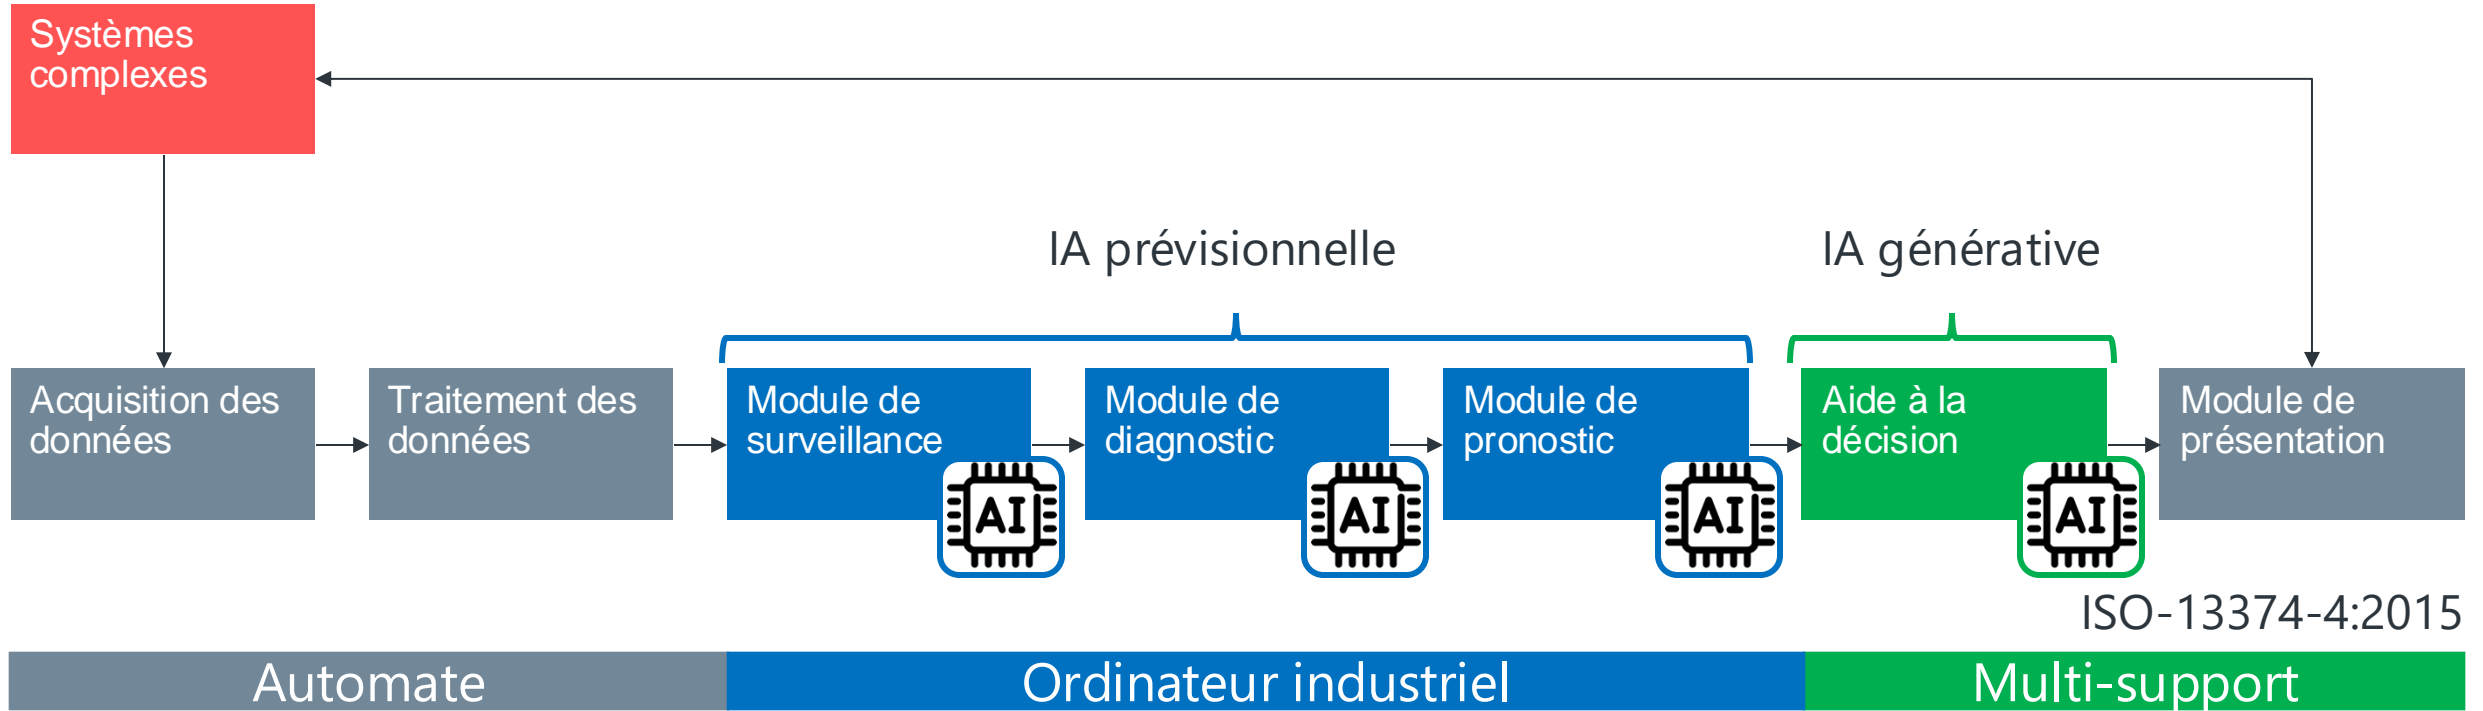 Systèmes
complexes
IA prévisionnelle
IA générative
Acquisition des
données
Traitement des
données
Module de
surveillance
Module de
diagnostic
Module de
pronostic
Aide à la
décision
Module de
présentation
AI
AI
AI
AI
ISO-13374-4:2015
Automate
Ordinateur industriel
Multi-support